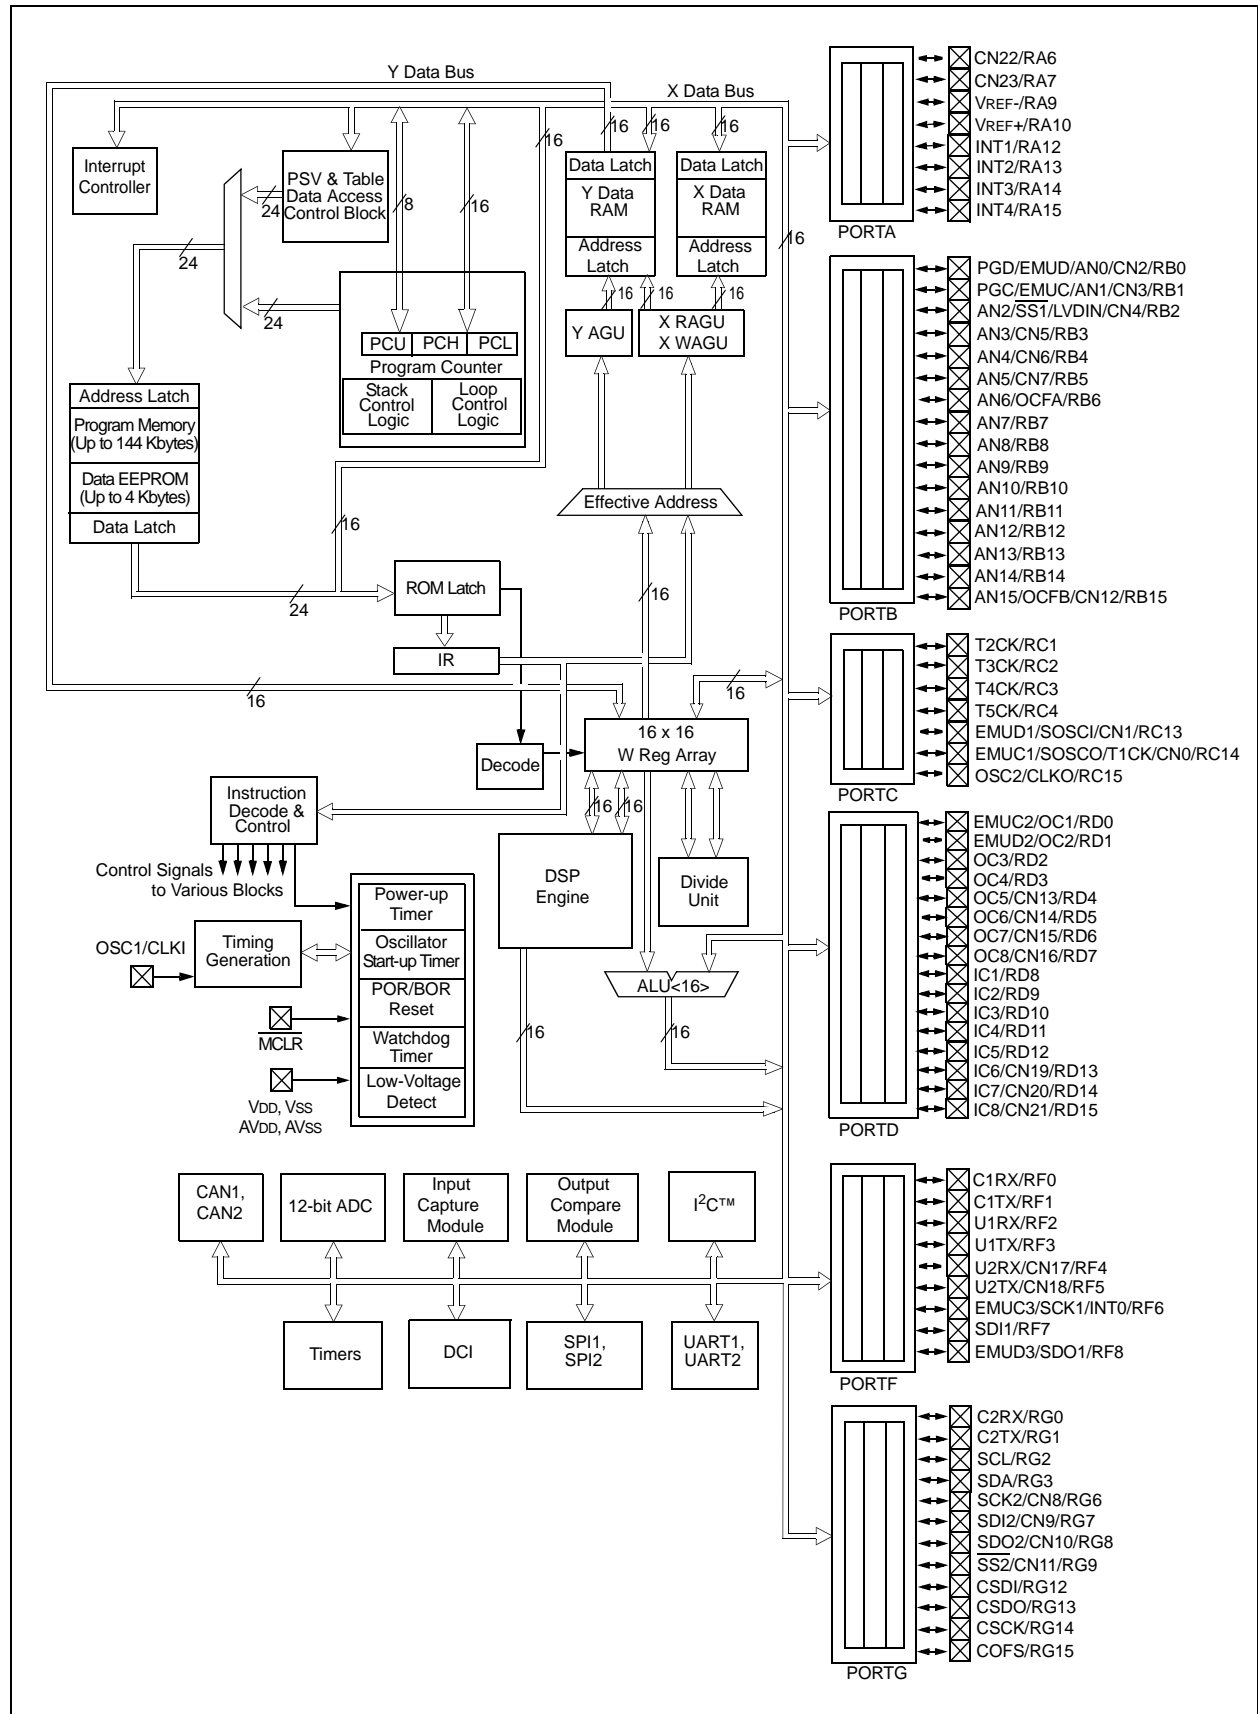 Y Data Bus
X Data Bus
16
16
16
16
Interrupt
Controller
PSV & Table
Data Access
Control Block
24
8
16
24
24
Data Latch
Y Data
RAM
Address
Latch
Data Latch
X Data
RAM
Address
Latch
16
16
16
16
Y AGU
X RAGU
X WAGU
PCU
PCH
PCL
Program Counter
Stack
Control
Logic
Loop
Control
Logic
Address Latch
Program Memory
(Up to 144 Kbytes)
Data EEPROM
(Up to 4 Kbytes)
Data Latch
16
24
Effective Address
ROM Latch
16
IR
16
16
16 x 16
W Reg Array
Decode
Instruction
Decode &
Control
16
16
Control Signals
to Various Blocks
DSP
Engine
Divide
Unit
Power-up
Timer
Oscillator
Start-up Timer
POR/BOR
Reset
Watchdog
Timer
Low-Voltage
Detect
OSC1/CLKI
Timing
Generation
MCLR
VDD, VSS
AVDD, AVSS
ALU<16>
16
16
CAN1,
CAN2
12-bit ADC
Input
Capture
Module
Output
Compare
Module
I2C™
Timers
DCI
SPI1,
SPI2
UART1,
UART2
CN22/RA6
CN23/RA7
VREF-/RA9
VREF+/RA10
INT1/RA12
INT2/RA13
INT3/RA14
INT4/RA15
PORTA
PGD/EMUD/AN0/CN2/RB0
PGC/EMUC/AN1/CN3/RB1
AN2/SS1/LVDIN/CN4/RB2
AN3/CN5/RB3
AN4/CN6/RB4
AN5/CN7/RB5
AN6/OCFA/RB6
AN7/RB7
AN8/RB8
AN9/RB9
AN10/RB10
AN11/RB11
AN12/RB12
AN13/RB13
AN14/RB14
AN15/OCFB/CN12/RB15
PORTB
T2CK/RC1
T3CK/RC2
T4CK/RC3
T5CK/RC4
EMUD1/SOSCI/CN1/RC13
EMUC1/SOSCO/T1CK/CN0/RC14
OSC2/CLKO/RC15
PORTC
EMUC2/OC1/RD0
EMUD2/OC2/RD1
OC3/RD2
OC4/RD3
OC5/CN13/RD4
OC6/CN14/RD5
OC7/CN15/RD6
OC8/CN16/RD7
IC1/RD8
IC2/RD9
IC3/RD10
IC4/RD11
IC5/RD12
IC6/CN19/RD13
IC7/CN20/RD14
IC8/CN21/RD15
PORTD
C1RX/RF0
C1TX/RF1
U1RX/RF2
U1TX/RF3
U2RX/CN17/RF4
U2TX/CN18/RF5
EMUC3/SCK1/INT0/RF6
SDI1/RF7
EMUD3/SDO1/RF8
PORTF
C2RX/RG0
C2TX/RG1
SCL/RG2
SDA/RG3
SCK2/CN8/RG6
SDI2/CN9/RG7
SDO2/CN10/RG8
SS2/CN11/RG9
CSDI/RG12
CSDO/RG13
CSCK/RG14
COFS/RG15
PORTG
16